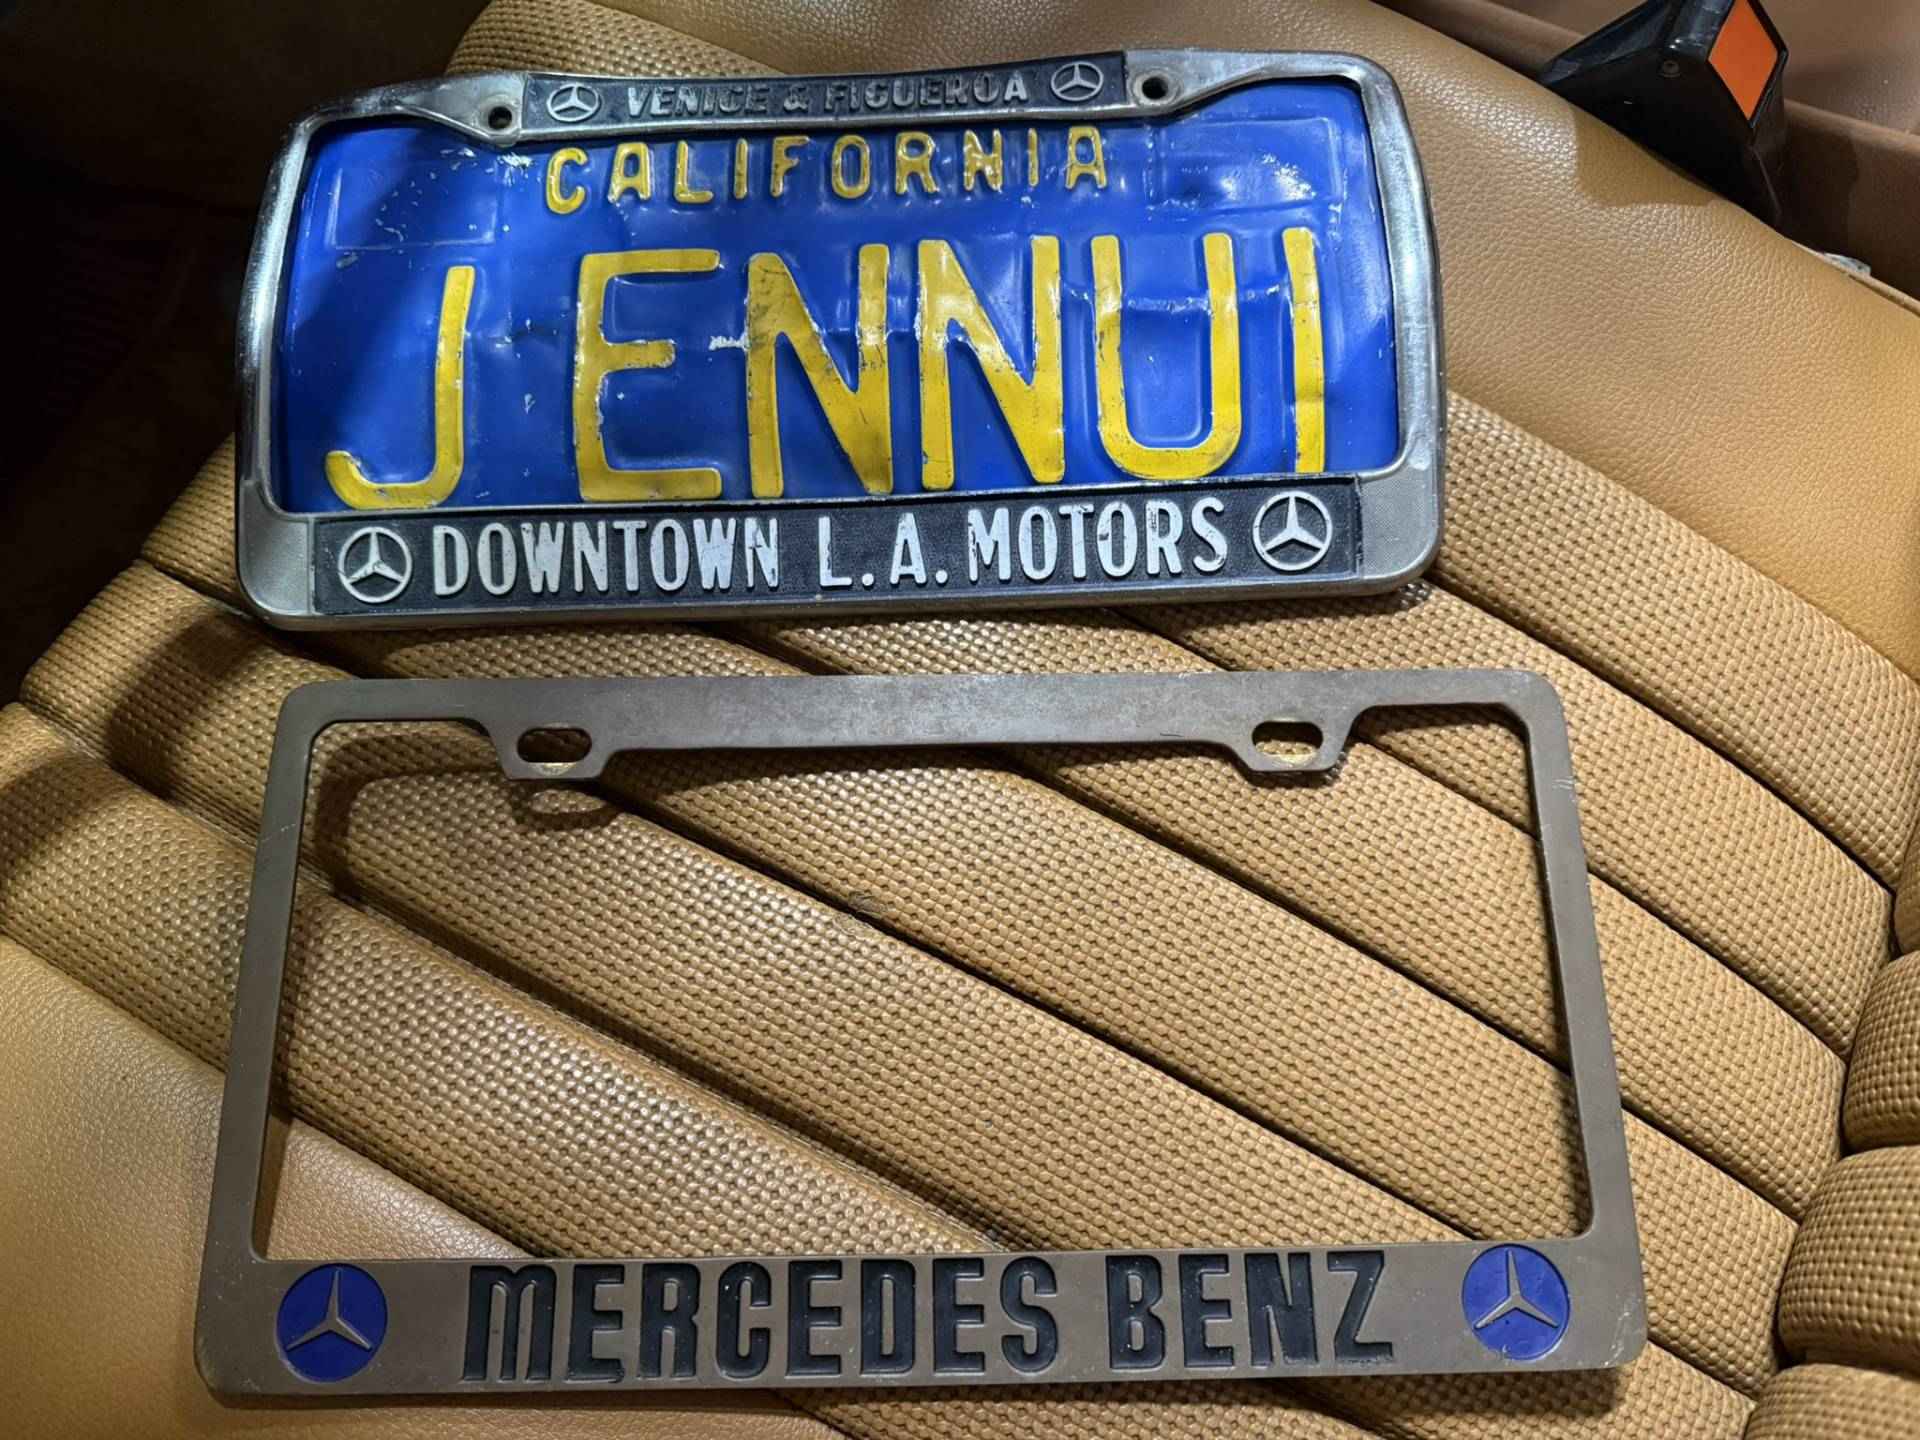 VENICE & FIGUEROA
CALIFORNIA
J ENNUI
DOWNTOWN L.A. MOTORS
MERCEDES BENZ